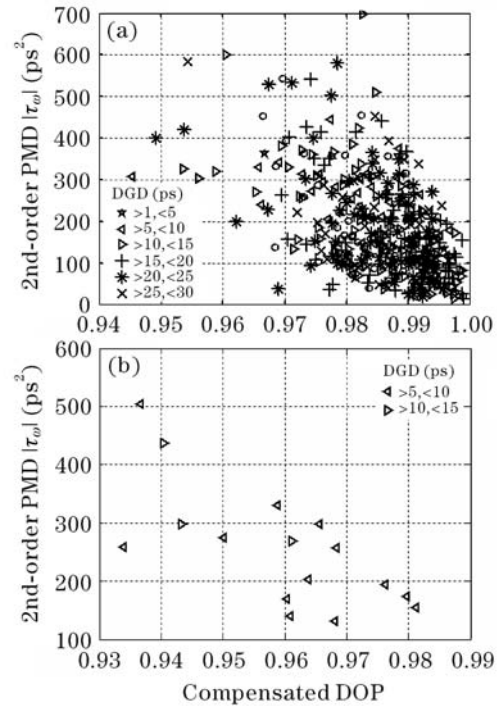 (a)
2nd-order PMD |τω| (ps²)
700
600
500
400
300
200
100
0
DGD (ps)
>1, <5
>5, <10
>10, <15
>15, <20
>20, <25
>25, <30
0.94 0.95 0.96 0.97 0.98 0.99 1.00
(b)
2nd-order PMD |τω| (ps²)
600
500
400
300
200
100
DGD (ps)
>5, <10
>10, <15
0.93 0.94 0.95 0.96 0.97 0.98 0.99
Compensated DOP